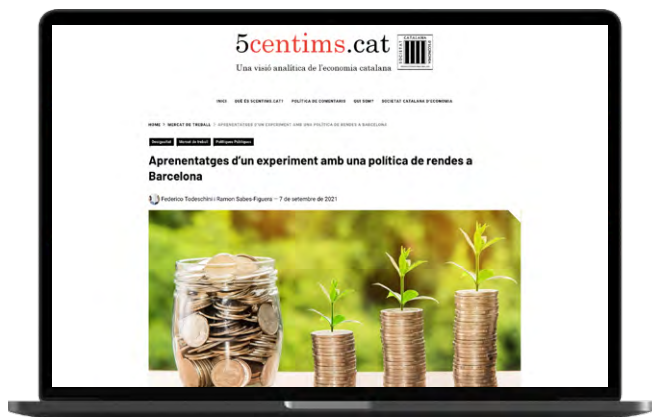 5centims.cat
SOCIETAT CATALANA D'ECONOMIA
Una visió analítica de l'economia catalana
INICI QUÈ ÉS 5CENTIMS.CAT? POLÍTICA DE COMENTARIS QUI SOM? SOCIETAT CATALANA D'ECONOMIA
HOME > MERCAT DE TREBALL > APRENENTATGES D'UN EXPERIMENT AMB UNA POLÍTICA DE RENDES A BARCELONA
Desigualtat Mercat de treball Polítiques Públiques
Aprenentatges d'un experiment amb una política de rendes a
Barcelona
Federico Todeschini i Ramon Sabes-Figuera — 7 de setembre de 2021